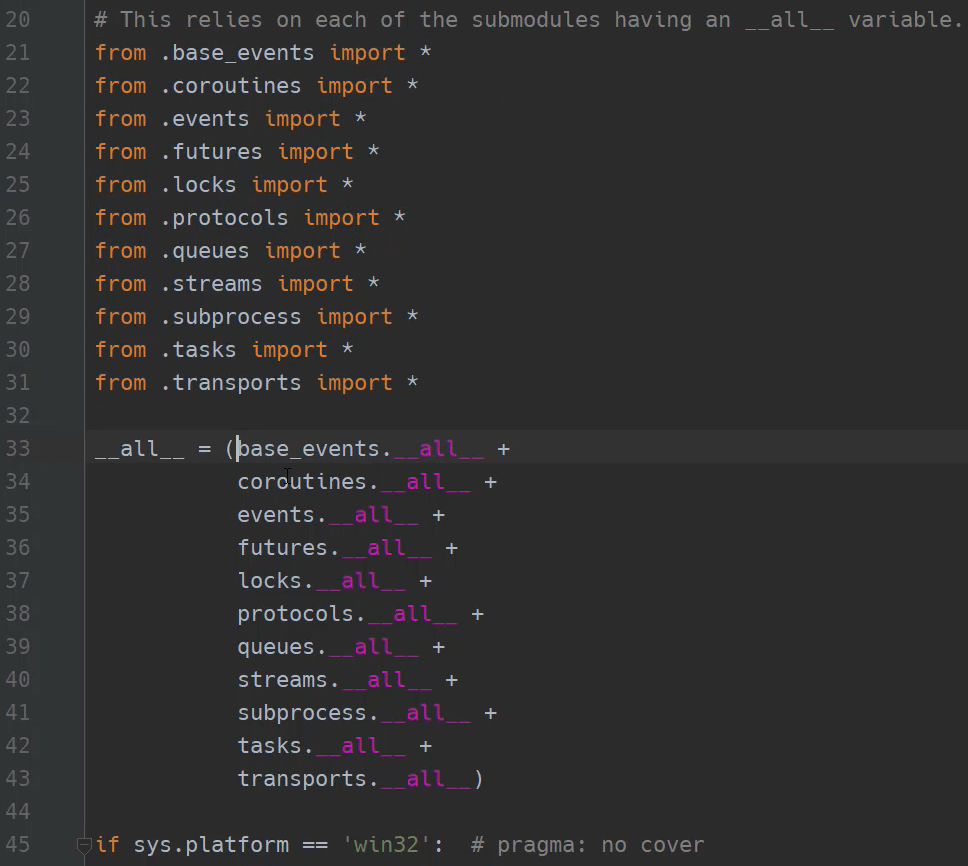 20 # This relies on each of the submodules having an __all__ variable.
21 from .base_events import *
22 from .coroutines import *
23 from .events import *
24 from .futures import *
25 from .locks import *
26 from .protocols import *
27 from .queues import *
28 from .streams import *
29 from .subprocess import *
30 from .tasks import *
31 from .transports import *
32
33 __all__ = (base_events.__all__ +
34 coroutines.__all__ +
35 events.__all__ +
36 futures.__all__ +
37 locks.__all__ +
38 protocols.__all__ +
39 queues.__all__ +
40 streams.__all__ +
41 subprocess.__all__ +
42 tasks.__all__ +
43 transports.__all__)
44
45 if sys.platform == 'win32':  # pragma: no cover